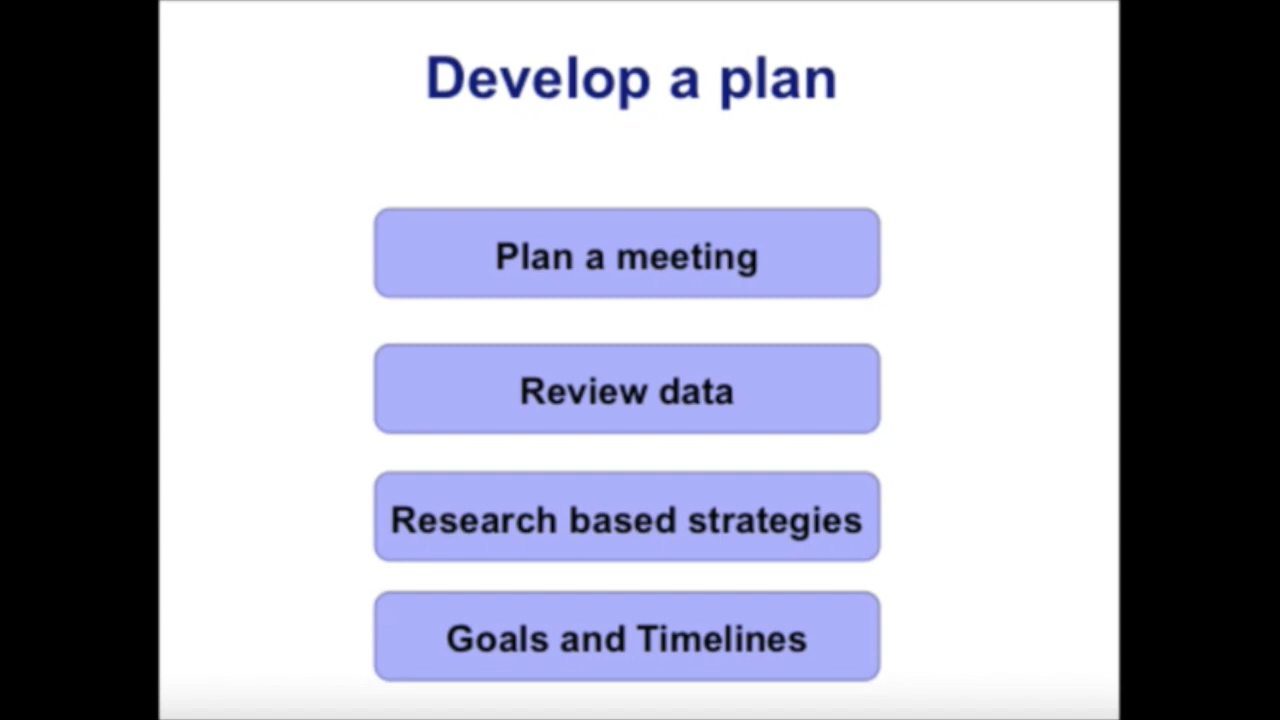 Develop a plan
Plan a meeting
Review data
Research based strategies
Goals and Timelines